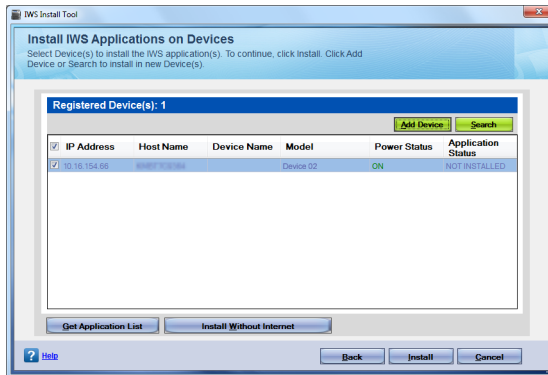 IWS Install Tool
Install IWS Applications on Devices
Select Device(s) to install the IWS application(s). To continue, click Install. Click Add
Device or Search to install in new Device(s).
Registered Device(s): 1
Add Device Search
IP Address Host Name Device Name Model Power Status Application Status
10.16.154.66 Device 02 ON NOT INSTALLED
Get Application List Install Without Internet
? Help Back Install Cancel